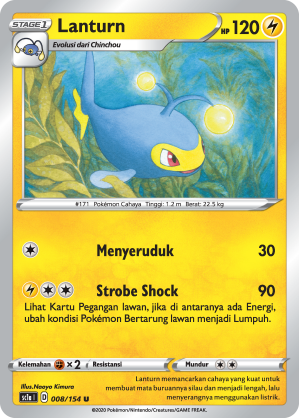 STAGE 1 Lanturn HP 120
Evolusi dari Chinchou
#171 Pokémon Cahaya Tinggi: 1.2 m Berat: 22.5 kg
Menyeruduk 30
Strobe Shock 90
Lihat Kartu Pegangan lawan, jika di antaranya ada Energi,
ubah kondisi Pokémon Bertarung lawan menjadi Lumpuh.
Kelemahan ×2 Resistansi Mundur
Ilus. Naoyo Kimura
sc1a I D 008/154 U
Lanturn memancarkan cahaya yang kuat untuk
membuat mata buruannya silau dan menjadi lengah, lalu
menyerangnya menggunakan listrik.
©2020 Pokémon/Nintendo/Creatures/GAME FREAK.